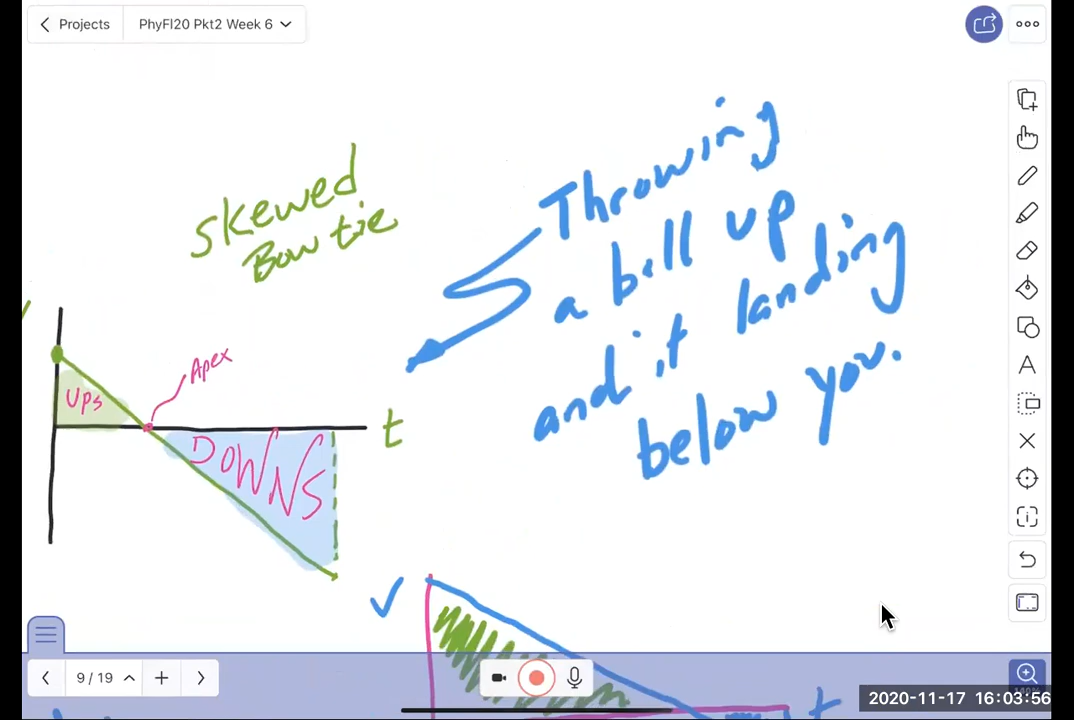 Projects
PhyFl20 Pkt2 Week 6
skewed
Bow tie
Throwing
a ball up
and it landing
below you.
Apex
UPs
t
DOWNS
v
t
9 / 19
2020-11-17 16:03:56